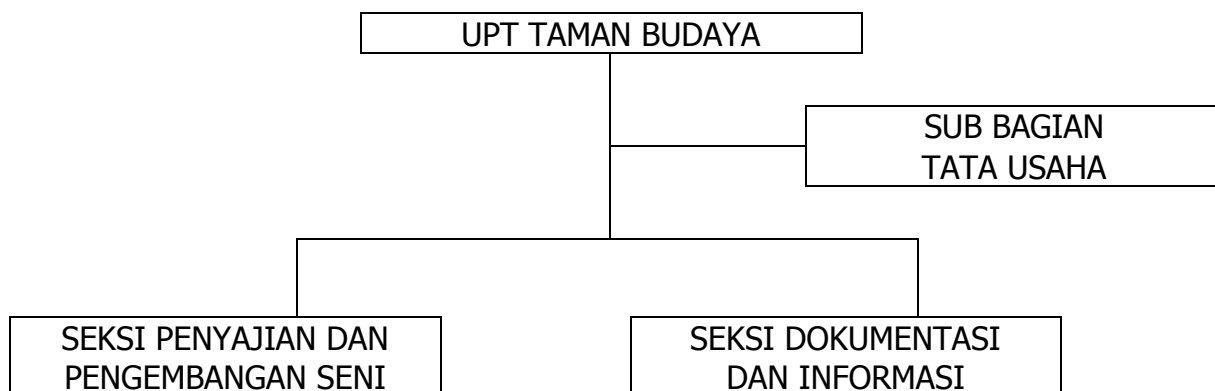 UPT TAMAN BUDAYA
SUB BAGIAN
TATA USAHA
SEKSI PENYAJIAN DAN
PENGEMBANGAN SENI
SEKSI DOKUMENTASI
DAN INFORMASI